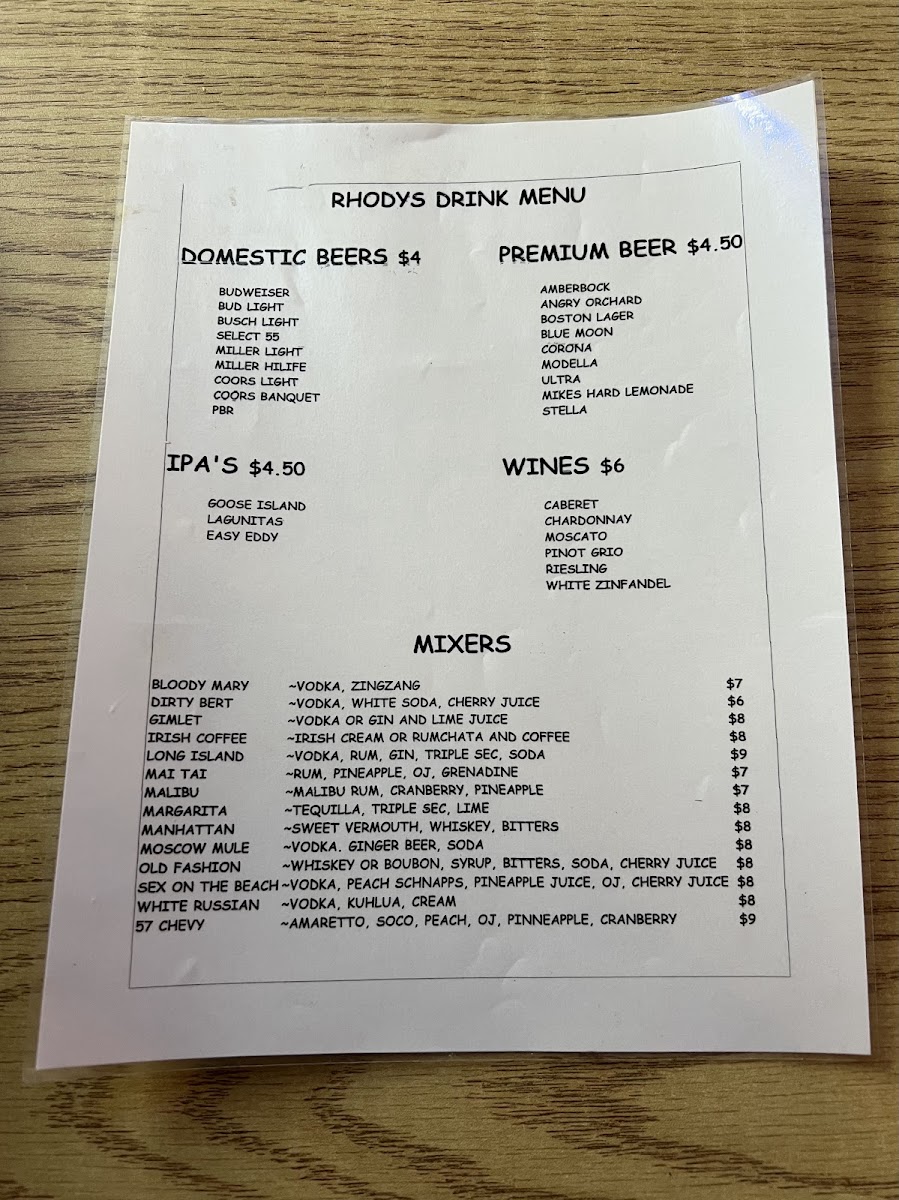 RHODYS DRINK MENU
DOMESTIC BEERS $4
BUDWEISER
BUD LIGHT
BUSCH LIGHT
SELECT 55
MILLER LIGHT
MILLER HILIFE
COORS LIGHT
COORS BANQUET
PBR
PREMIUM BEER $4.50
AMBERBOCK
ANGRY ORCHARD
BOSTON LAGER
BLUE MOON
CORONA
MODELLA
ULTRA
MIKES HARD LEMONADE
STELLA
IPA'S $4.50
GOOSE ISLAND
LAGUNITAS
EASY EDDY
WINES $6
CABERET
CHARDONNAY
MOSCATO
PINOT GRIO
RIESLING
WHITE ZINFANDEL
MIXERS
BLOODY MARY ~VODKA, ZINGZANG $7
DIRTY BERT ~VODKA, WHITE SODA, CHERRY JUICE $6
GIMLET ~VODKA OR GIN AND LIME JUICE $8
IRISH COFFEE ~IRISH CREAM OR RUMCHATA AND COFFEE $8
LONG ISLAND ~VODKA, RUM, GIN, TRIPLE SEC, SODA $9
MAI TAI ~RUM, PINEAPPLE, OJ, GRENADINE $7
MALIBU ~MALIBU RUM, CRANBERRY, PINEAPPLE $7
MARGARITA ~TEQUILLA, TRIPLE SEC, LIME $8
MANHATTAN ~SWEET VERMOUTH, WHISKEY, BITTERS $8
MOSCOW MULE ~VODKA. GINGER BEER, SODA $8
OLD FASHION ~WHISKEY OR BOUBON, SYRUP, BITTERS, SODA, CHERRY JUICE $8
SEX ON THE BEACH ~VODKA, PEACH SCHNAPPS, PINEAPPLE JUICE, OJ, CHERRY JUICE $8
WHITE RUSSIAN ~VODKA, KUHLUA, CREAM $8
57 CHEVY ~AMARETTO, SOCO, PEACH, OJ, PINNEAPPLE, CRANBERRY $9